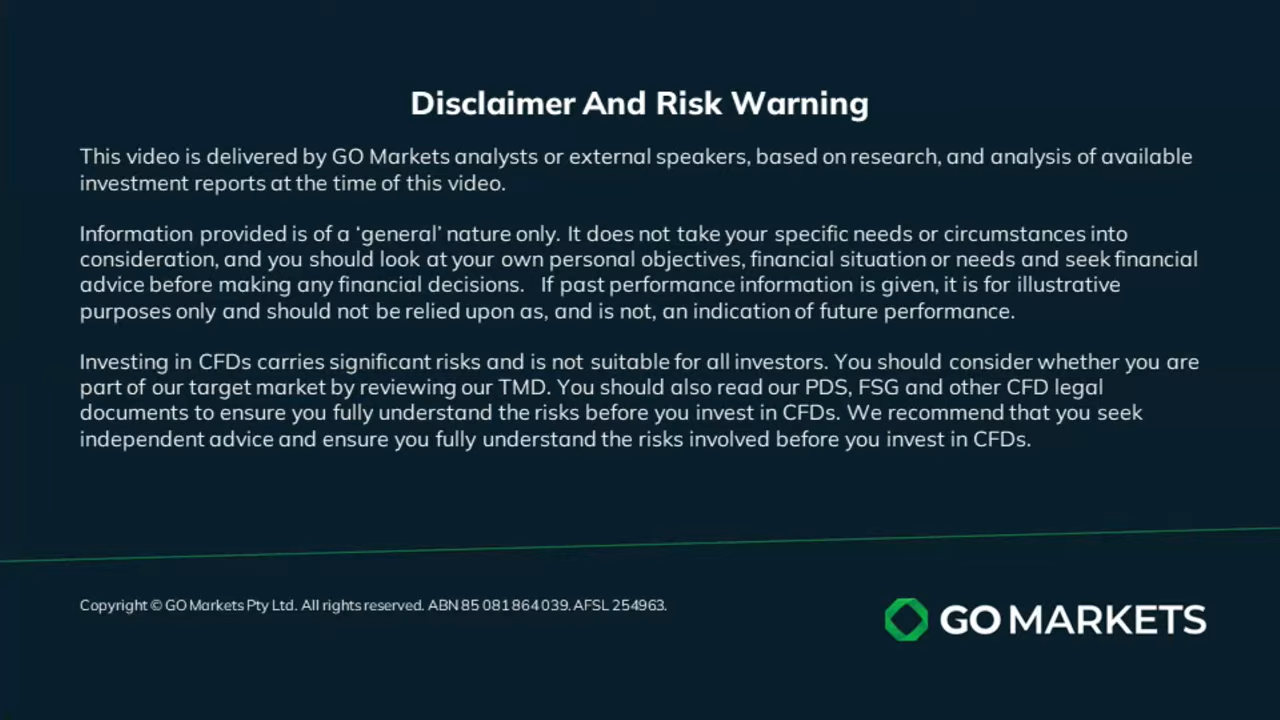 Disclaimer And Risk Warning
This video is delivered by GO Markets analysts or external speakers, based on research, and analysis of available
investment reports at the time of this video.
Information provided is of a ‘general’ nature only. It does not take your specific needs or circumstances into
consideration, and you should look at your own personal objectives, financial situation or needs and seek financial
advice before making any financial decisions. If past performance information is given, it is for illustrative
purposes only and should not be relied upon as, and is not, an indication of future performance.
Investing in CFDs carries significant risks and is not suitable for all investors. You should consider whether you are
part of our target market by reviewing our TMD. You should also read our PDS, FSG and other CFD legal
documents to ensure you fully understand the risks before you invest in CFDs. We recommend that you seek
independent advice and ensure you fully understand the risks involved before you invest in CFDs.
Copyright © GO Markets Pty Ltd. All rights reserved. ABN 85 081 864 039. AFSL 254963.
GO MARKETS